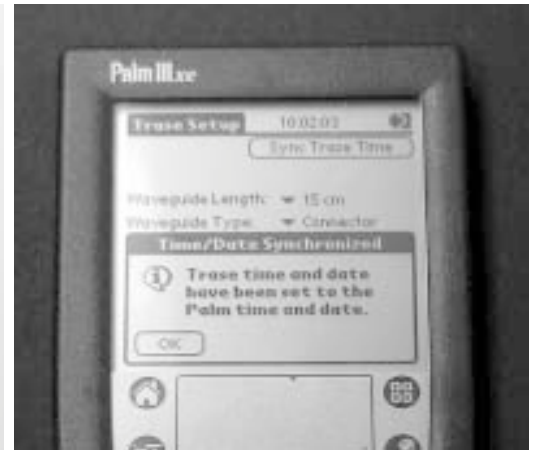 Palm IIIxe
Trase Setup 10:02:03
Sync Trase Time
Waveguide Length: 15 cm
Waveguide Type: Connector
Time/Date Synchronized
Trase time and date
have been set to the
Palm time and date.
OK